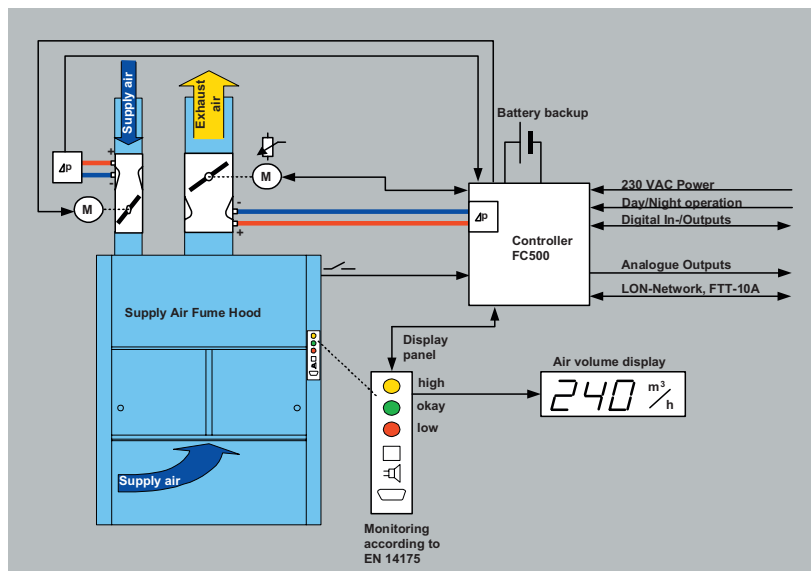 Supply air
Exhaust
air
Battery backup
+
Δp
-
M
M
230 VAC Power
Day/Night operation
Digital In-/Outputs
-
Δp
+
Controller
FC500
Analogue Outputs
LON-Network, FTT-10A
Supply Air Fume Hood
Display
panel
Air volume display
high
okay
low
240 m³/h
Supply air
Monitoring
according to
EN 14175